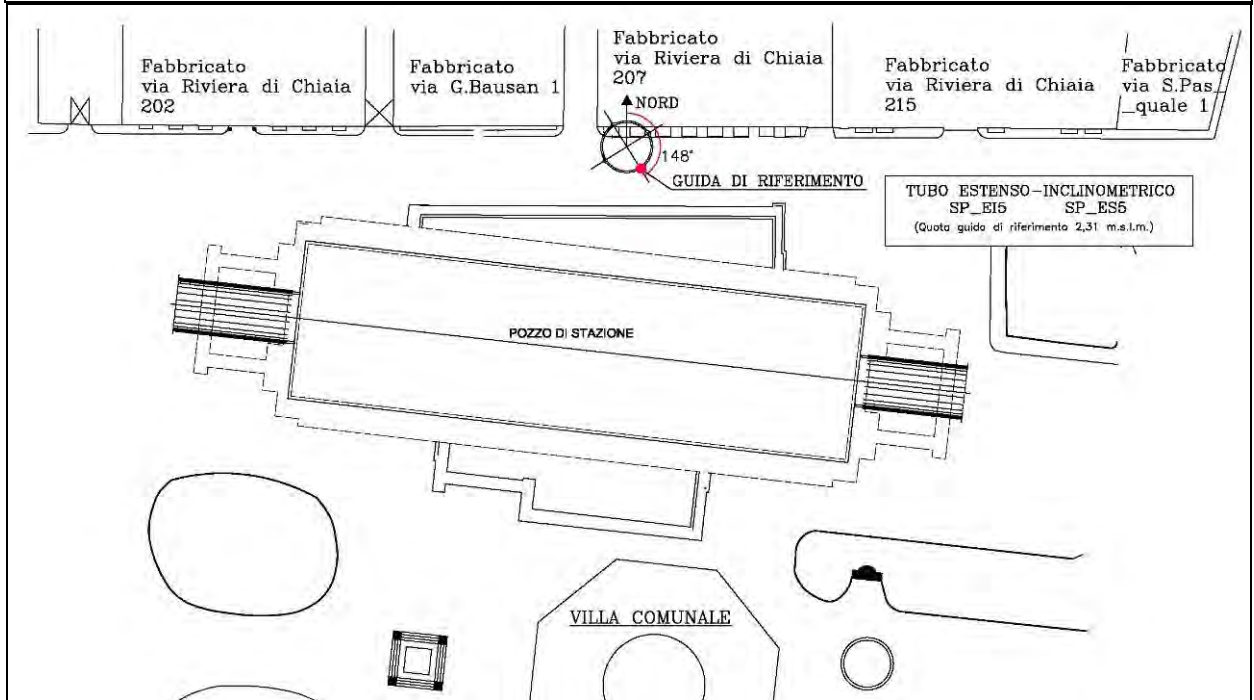 Fabbricato
via Riviera di Chiaia
202
Fabbricato
via G.Bausan 1
Fabbricato
via Riviera di Chiaia
207
Fabbricato
via Riviera di Chiaia
215
Fabbricato
via S.Pas_
_quale 1
NORD
148°
GUIDA DI RIFERIMENTO
TUBO ESTENSO-INCLINOMETRICO
SP_EI5 SP_ES5
(Quota guida di riferimento 2,31 m.s.l.m.)
POZZO DI STAZIONE
VILLA COMUNALE